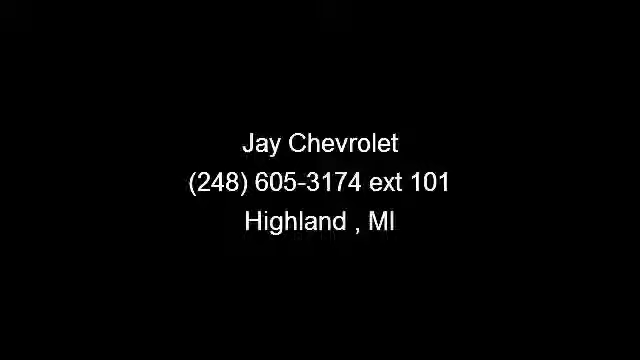 Jay Chevrolet
(248) 605-3174 ext 101
Highland , MI